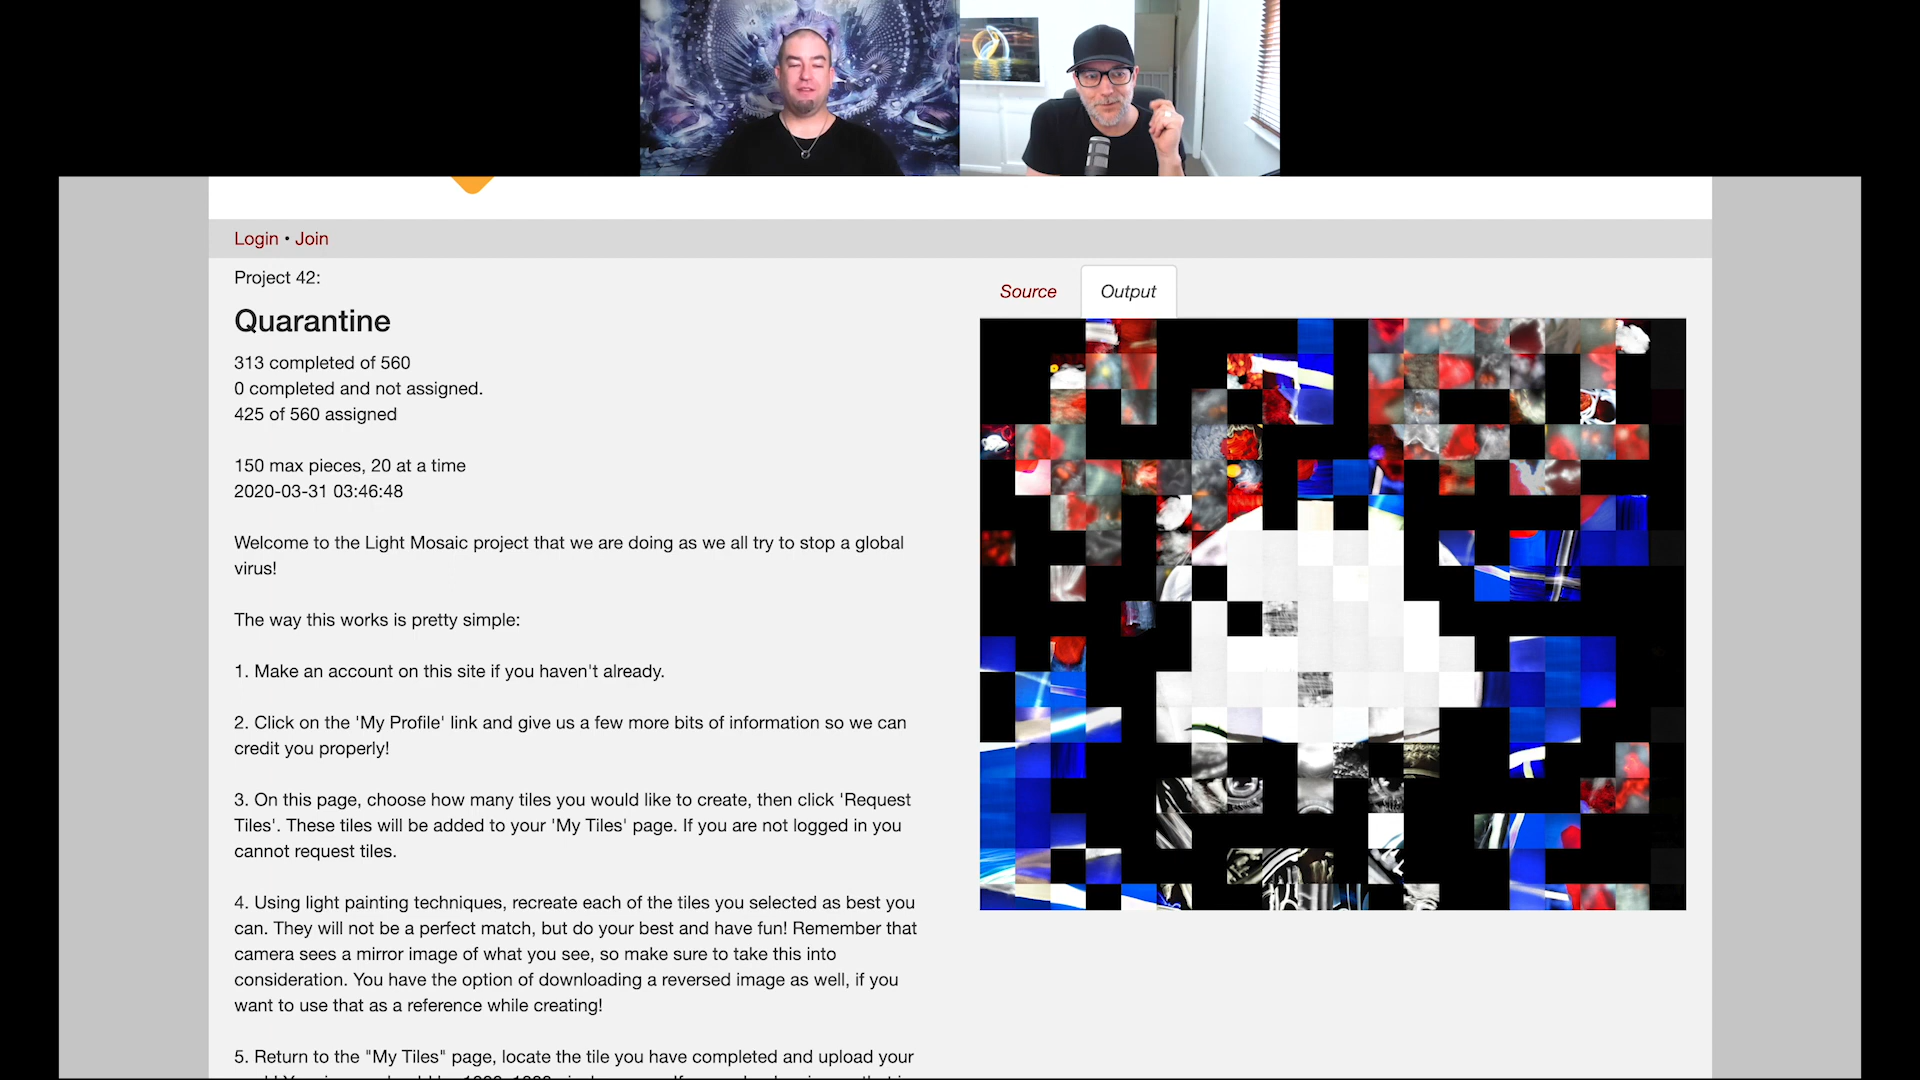 Login • Join
Project 42:
Quarantine
313 completed of 560
0 completed and not assigned.
425 of 560 assigned
150 max pieces, 20 at a time
2020-03-31 03:46:48
Welcome to the Light Mosaic project that we are doing as we all try to stop a global
virus!
The way this works is pretty simple:
1. Make an account on this site if you haven't already.
2. Click on the 'My Profile' link and give us a few more bits of information so we can
credit you properly!
3. On this page, choose how many tiles you would like to create, then click 'Request
Tiles'. These tiles will be added to your 'My Tiles' page. If you are not logged in you
cannot request tiles.
4. Using light painting techniques, recreate each of the tiles you selected as best you
can. They will not be a perfect match, but do your best and have fun! Remember that
camera sees a mirror image of what you see, so make sure to take this into
consideration. You have the option of downloading a reversed image as well, if you
want to use that as a reference while creating!
5. Return to the "My Tiles" page, locate the tile you have completed and upload your
Source
Output